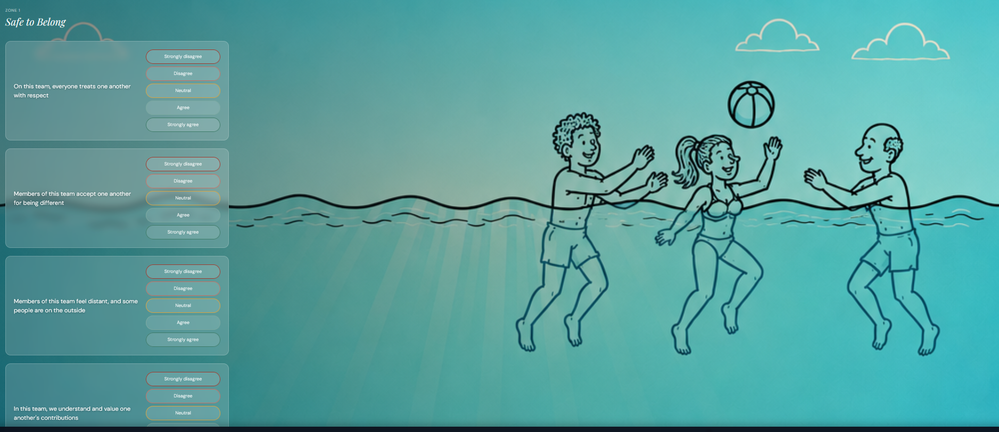 ZONE 1
Safe to Belong
On this team, everyone treats one another
with respect
Strongly disagree
Disagree
Neutral
Agree
Strongly agree
Members of this team accept one another
for being different
Strongly disagree
Disagree
Neutral
Agree
Strongly agree
Members of this team feel distant, and some
people are on the outside
Strongly disagree
Disagree
Neutral
Agree
Strongly agree
In this team, we understand and value one
another's contributions
Strongly disagree
Disagree
Neutral